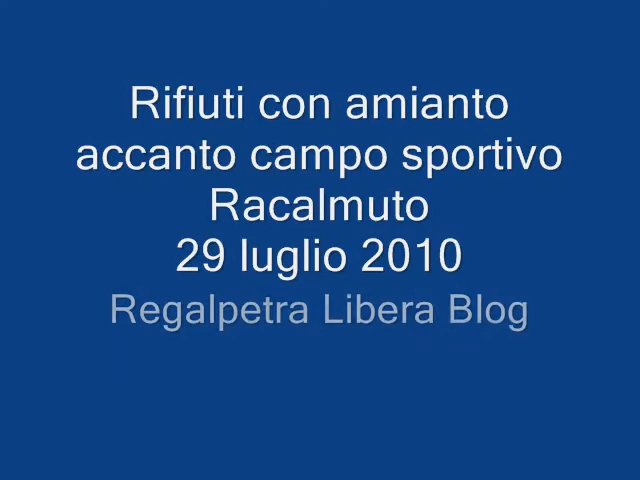 Rifiuti con amianto
accanto campo sportivo
Racalmuto
29 luglio 2010
Regalpetra Libera Blog